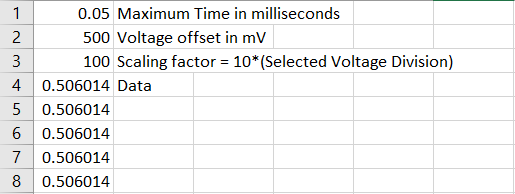 1 0.05 Maximum Time in milliseconds
2 500 Voltage offset in mV
3 100 Scaling factor = 10*(Selected Voltage Division)
4 0.506014 Data
5 0.506014
6 0.506014
7 0.506014
8 0.506014